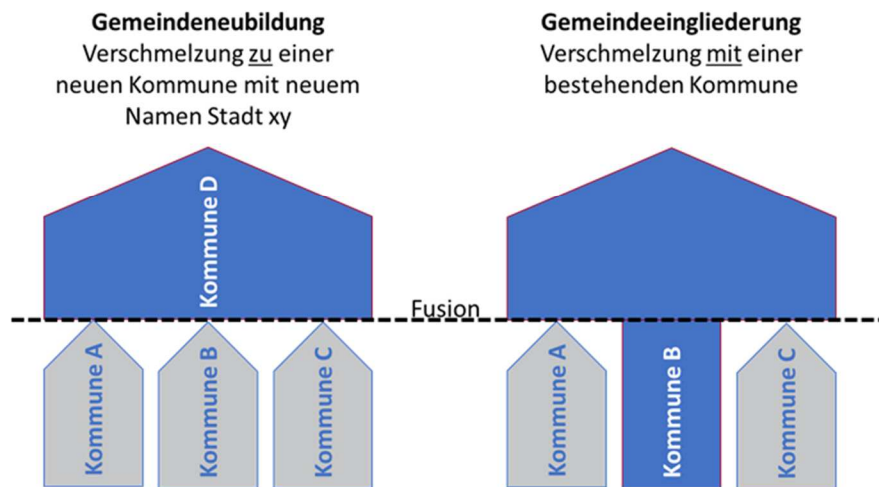 Gemeindeneubildung
Verschmelzung zu einer
neuen Kommune mit neuem
Namen Stadt xy
Gemeindeeingliederung
Verschmelzung mit einer
bestehenden Kommune
Kommune D
Fusion
Kommune A
Kommune B
Kommune C
Kommune A
Kommune B
Kommune C